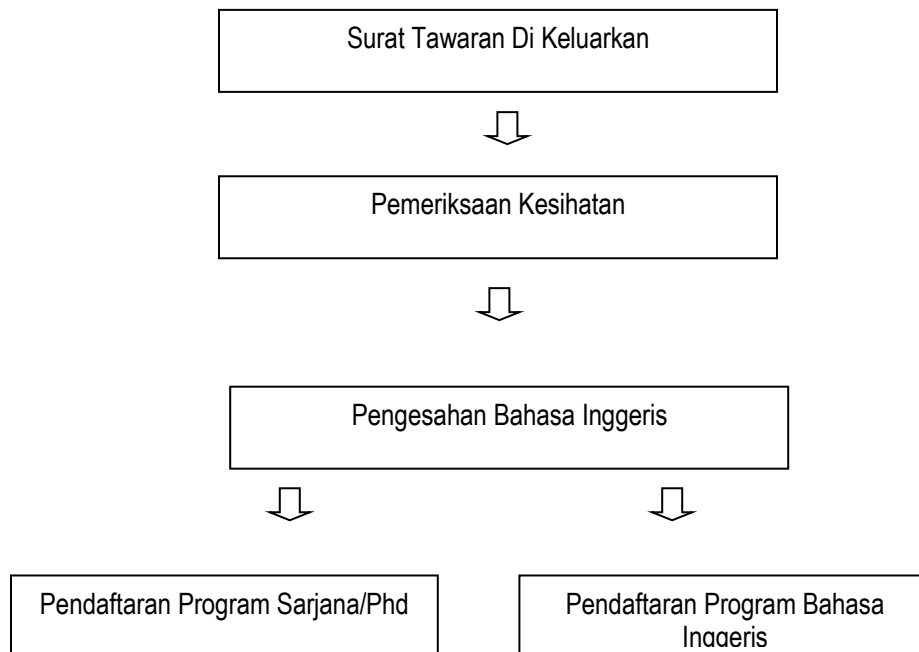 Surat Tawaran Di Keluarkan
Pemeriksaan Kesihatan
Pengesahan Bahasa Inggeris
Pendaftaran Program Sarjana/Phd
Pendaftaran Program Bahasa
Inggeris